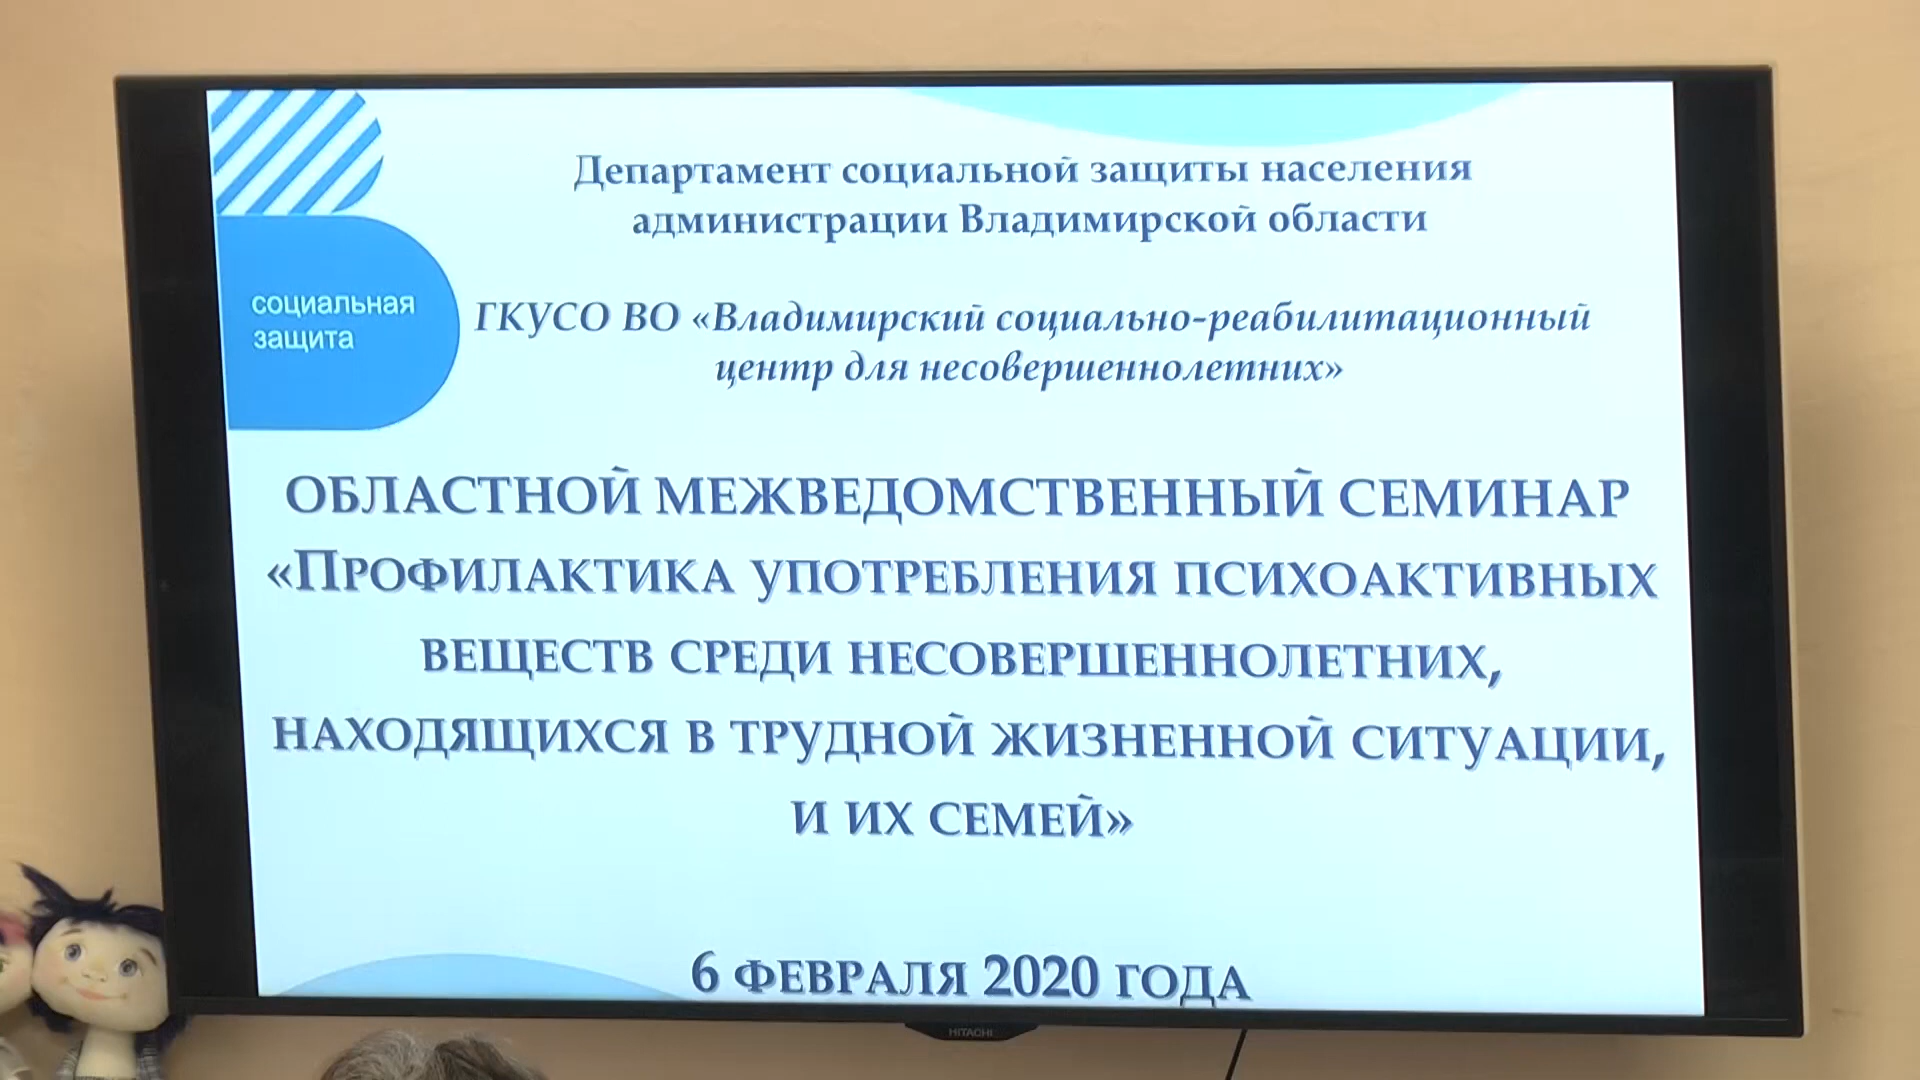 Департамент социальной защиты населения
администрации Владимирской области
социальная
защита
ГКУСО ВО «Владимирский социально-реабилитационный
центр для несовершеннолетних»
ОБЛАСТНОЙ МЕЖВЕДОМСТВЕННЫЙ СЕМИНАР
«ПРОФИЛАКТИКА УПОТРЕБЛЕНИЯ ПСИХОАКТИВНЫХ
ВЕЩЕСТВ СРЕДИ НЕСОВЕРШЕННОЛЕТНИХ,
НАХОДЯЩИХСЯ В ТРУДНОЙ ЖИЗНЕННОЙ СИТУАЦИИ,
И ИХ СЕМЕЙ»
6 ФЕВРАЛЯ 2020 ГОДА
HITACHI